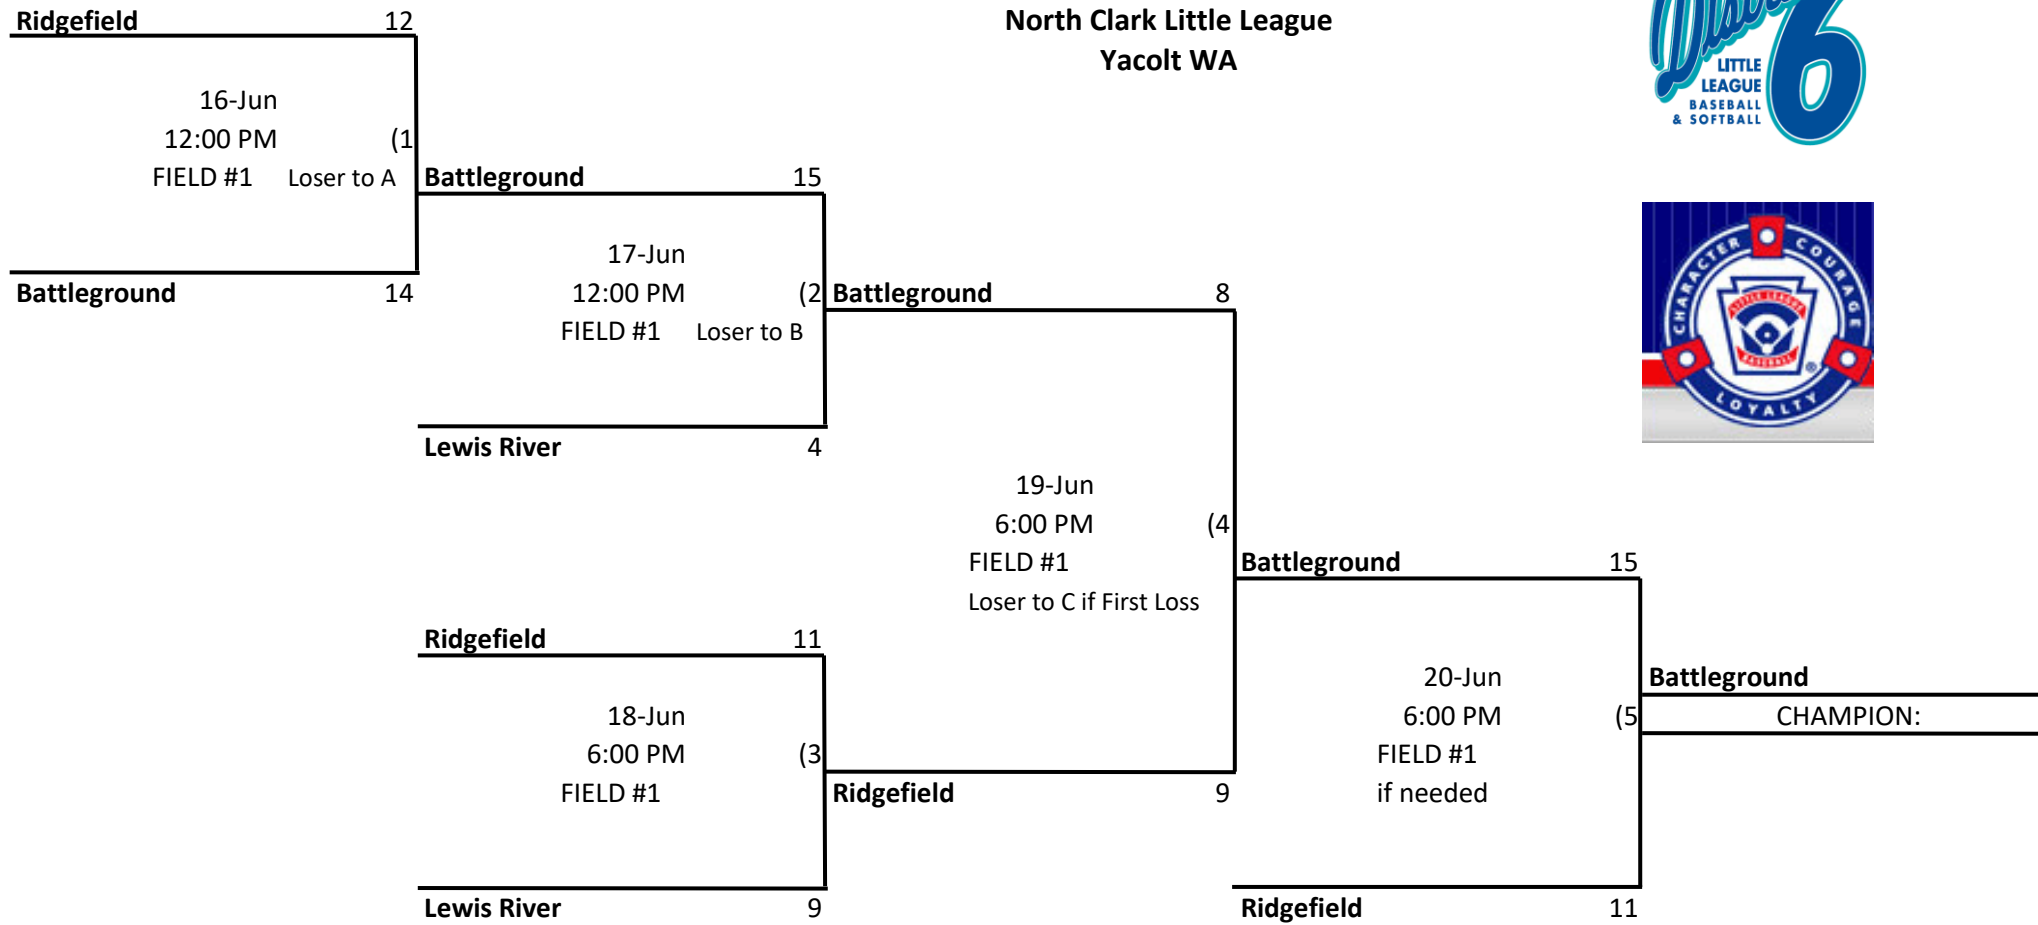 Ridgefield 12
North Clark Little League
Yacolt WA
LITTLE
LEAGUE
BASEBALL
& SOFTBALL
6
16-Jun
12:00 PM (1
FIELD #1 Loser to A
Battleground 15
Battleground 14
17-Jun
12:00 PM (2
FIELD #1 Loser to B
Battleground 8
Lewis River 4
CHARACTER COURAGE LOYALTY
LITTLE LEAGUE
BASEBALL
®
19-Jun
6:00 PM (4
FIELD #1
Loser to C if First Loss
Battleground 15
Ridgefield 11
18-Jun
6:00 PM (3
FIELD #1
Ridgefield 9
Lewis River 9
20-Jun
6:00 PM (5
FIELD #1
if needed
Battleground
CHAMPION:
Ridgefield 11